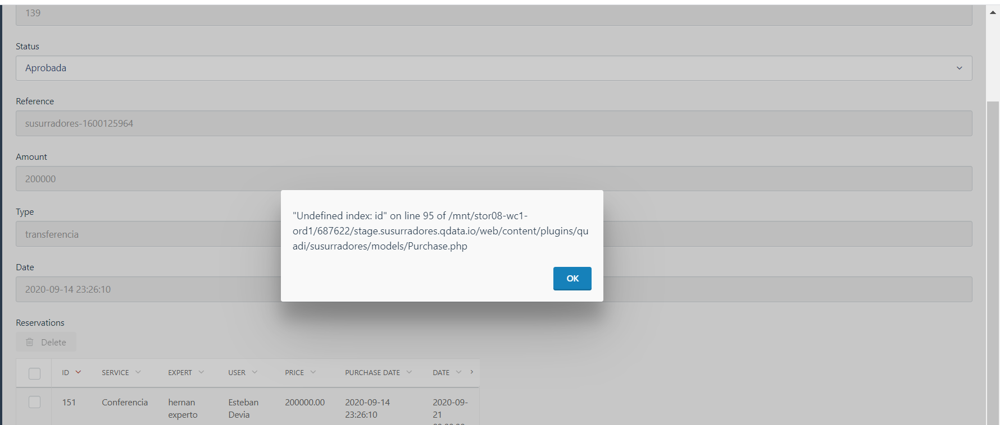 139
Status
Aprobada
Reference
susurradores-1600125964
Amount
200000
Type
transferencia
Date
2020-09-14 23:26:10
"Undefined index: id" on line 95 of /mnt/stor08-wc1-
ord1/687622/stage.susurradores.qdata.io/web/content/plugins/qu
adi/susurradores/models/Purchase.php
OK
Reservations
Delete
ID SERVICE EXPERT USER PRICE PURCHASE DATE DATE
151 Conferencia hernan Esteban 200000.00 2020-09-14 2020-09-
experto Devia 23:26:10 21